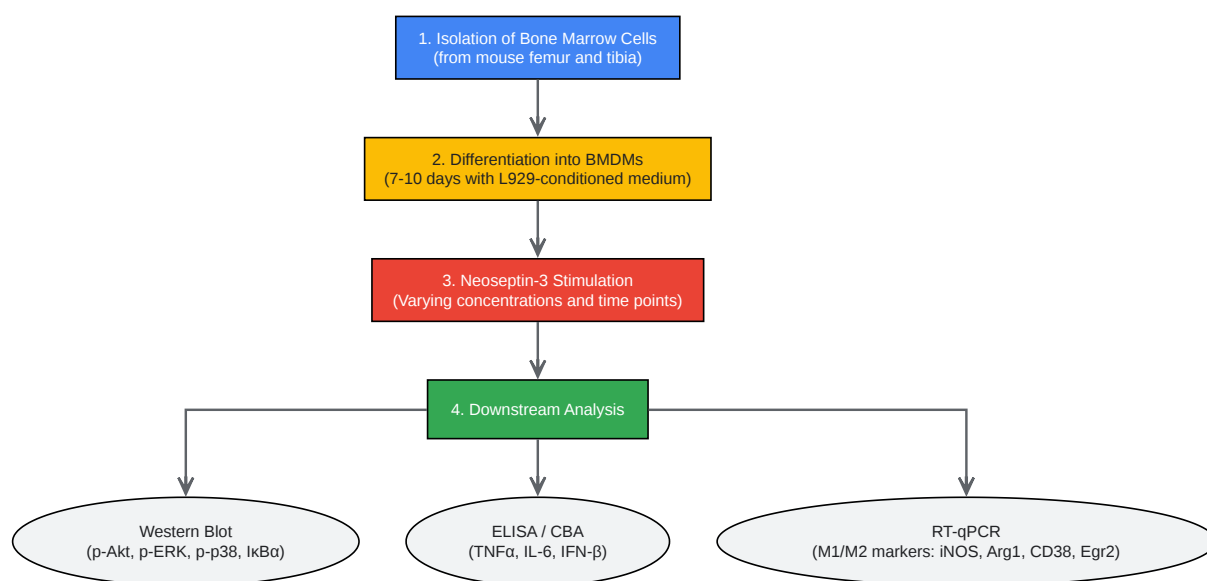 1. Isolation of Bone Marrow Cells
(from mouse femur and tibia)
2. Differentiation into BMDMs
(7-10 days with L929-conditioned medium)
3. Neoseptin-3 Stimulation
(Varying concentrations and time points)
4. Downstream Analysis
Western Blot
(p-Akt, p-ERK, p-p38, IκBα)
ELISA / CBA
(TNFα, IL-6, IFN-β)
RT-qPCR
(M1/M2 markers: iNOS, Arg1, CD38, Egr2)